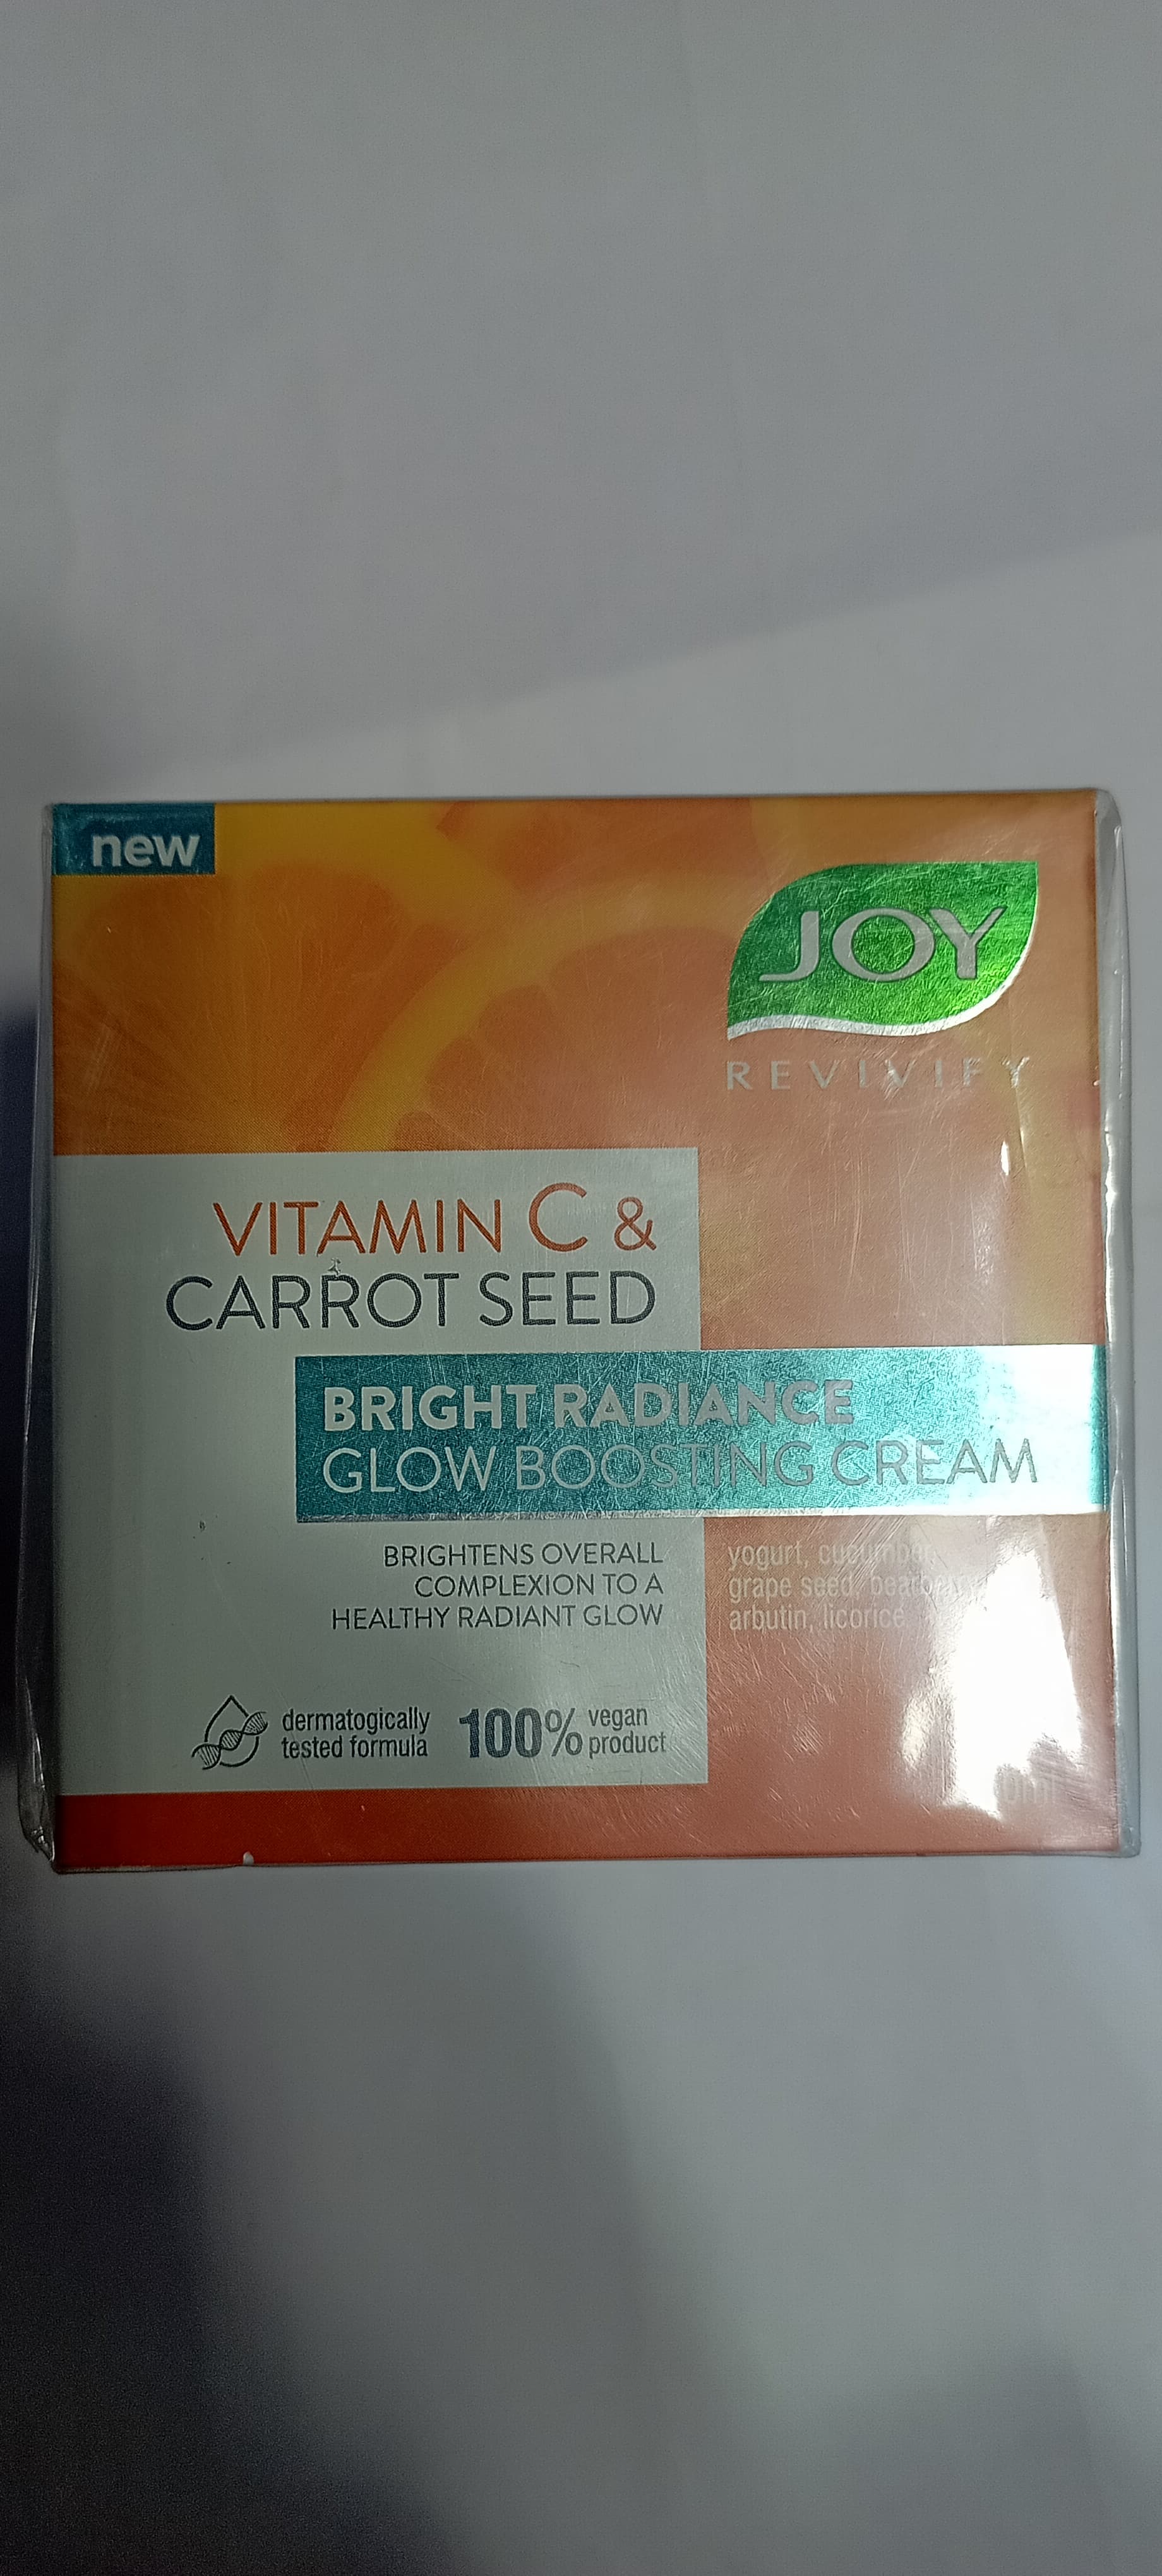 new
JOY
REVIVIFY
VITAMIN C &
CARROT SEED
BRIGHT RADIANCE
GLOW BOOSTING CREAM
BRIGHTENS OVERALL
COMPLEXION TO A
HEALTHY RADIANT GLOW
yogurt, cucumber,
grape seed,
arbutin, licorice
dermatogically
tested formula
100% vegan
product